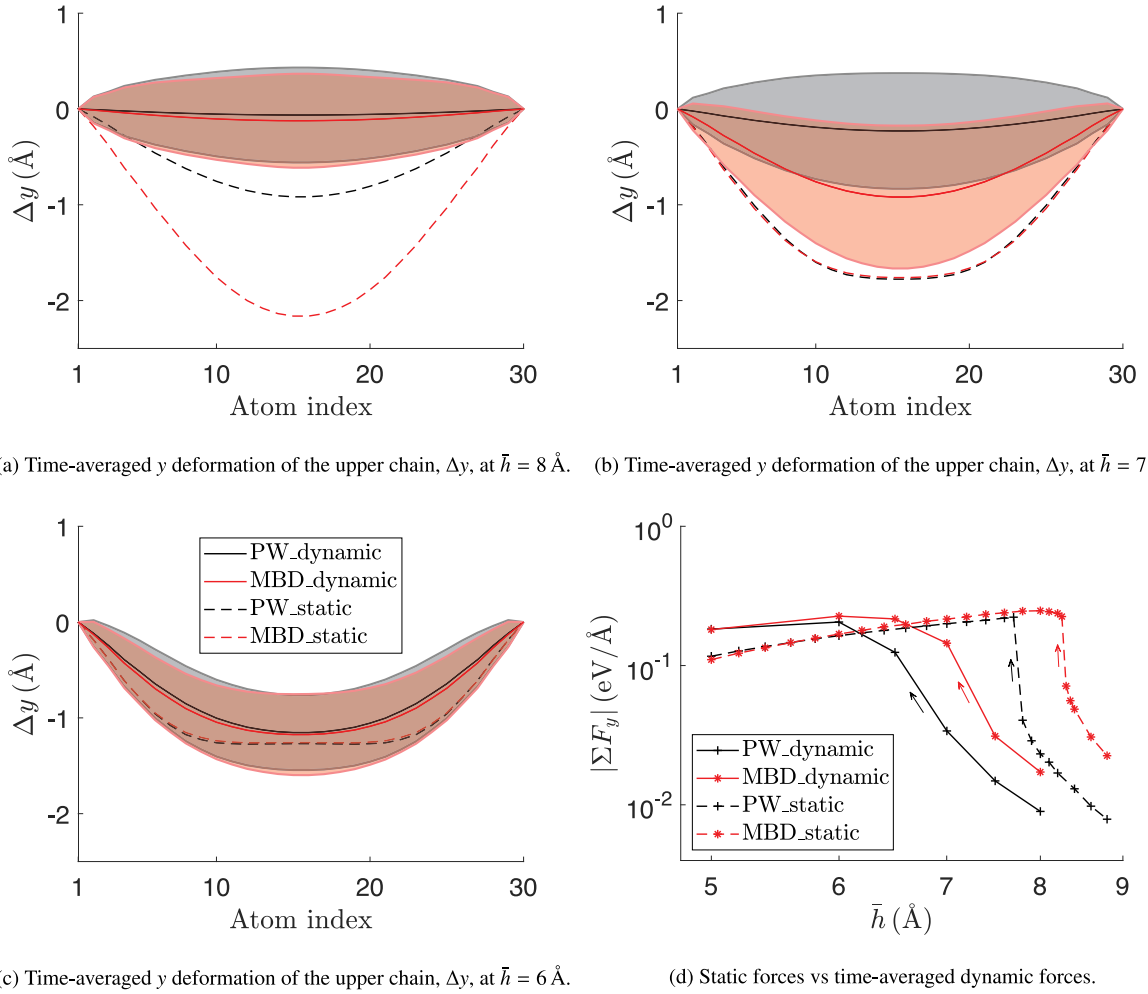 1
0
-1
-2
Δy (Å)
1
10
20
30
Atom index
(a) Time-averaged y deformation of the upper chain, Δy, at h̄ = 8 Å.
1
0
-1
-2
Δy (Å)
1
10
20
30
Atom index
(b) Time-averaged y deformation of the upper chain, Δy, at h̄ = 7
1
0
-1
-2
Δy (Å)
PW_dynamic
MBD_dynamic
PW_static
MBD_static
1
10
20
30
Atom index
(c) Time-averaged y deformation of the upper chain, Δy, at h̄ = 6 Å.
10⁰
10⁻¹
10⁻²
|ΣF_y| (eV/Å)
PW_dynamic
MBD_dynamic
PW_static
MBD_static
5
6
7
8
9
h̄ (Å)
(d) Static forces vs time-averaged dynamic forces.